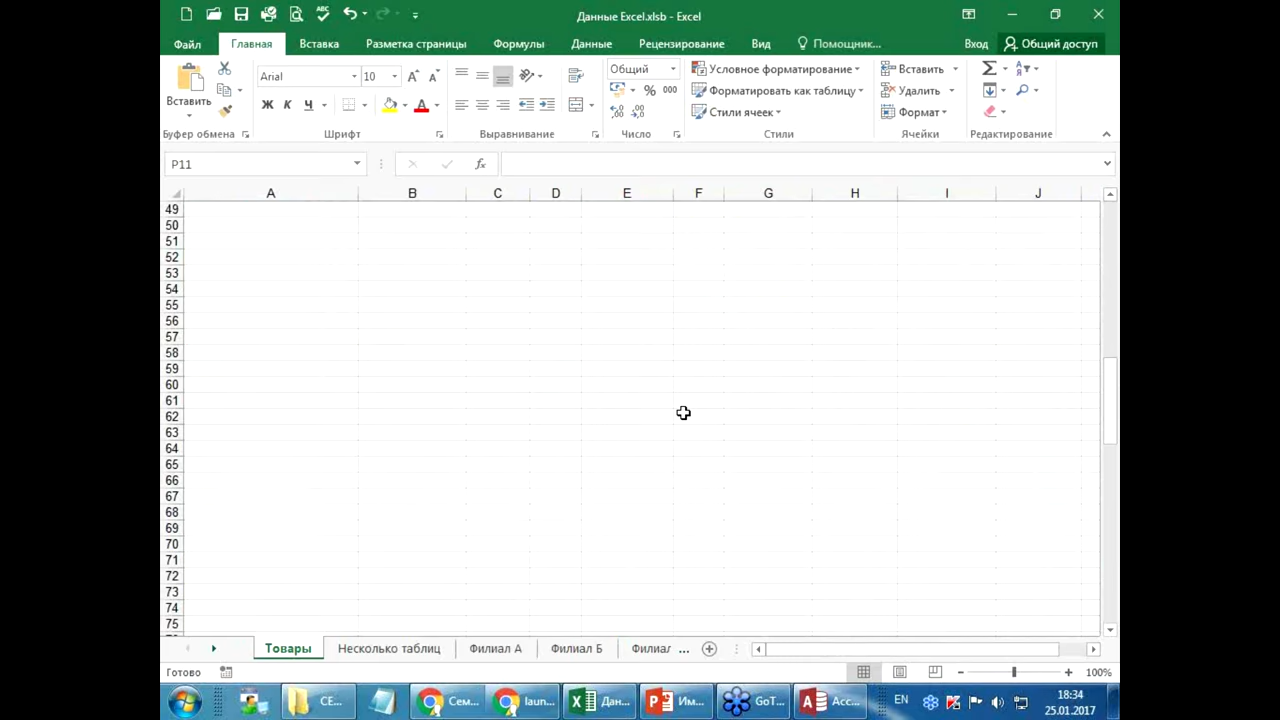 Данные Excel.xlsb - Excel
Файл Главная Вставка Разметка страницы Формулы Данные Рецензирование Вид Помощник... Вход Общий доступ
Вставить
Arial 10
Ж К Ч
Общий
% 000
Условное форматирование
Форматировать как таблицу
Стили ячеек
Вставить
Удалить
Формат
Буфер обмена Шрифт Выравнивание Число Стили Ячейки Редактирование
P11 fx
A B C D E F G H I J
49
50
51
52
53
54
55
56
57
58
59
60
61
62
63
64
65
66
67
68
69
70
71
72
73
74
75
Товары Несколько таблиц Филиал А Филиал Б Филиал ...
Готово 100%
СЕ... Сем... laun... Дан... Им... GoT... Acc... EN 18:34
25.01.2017